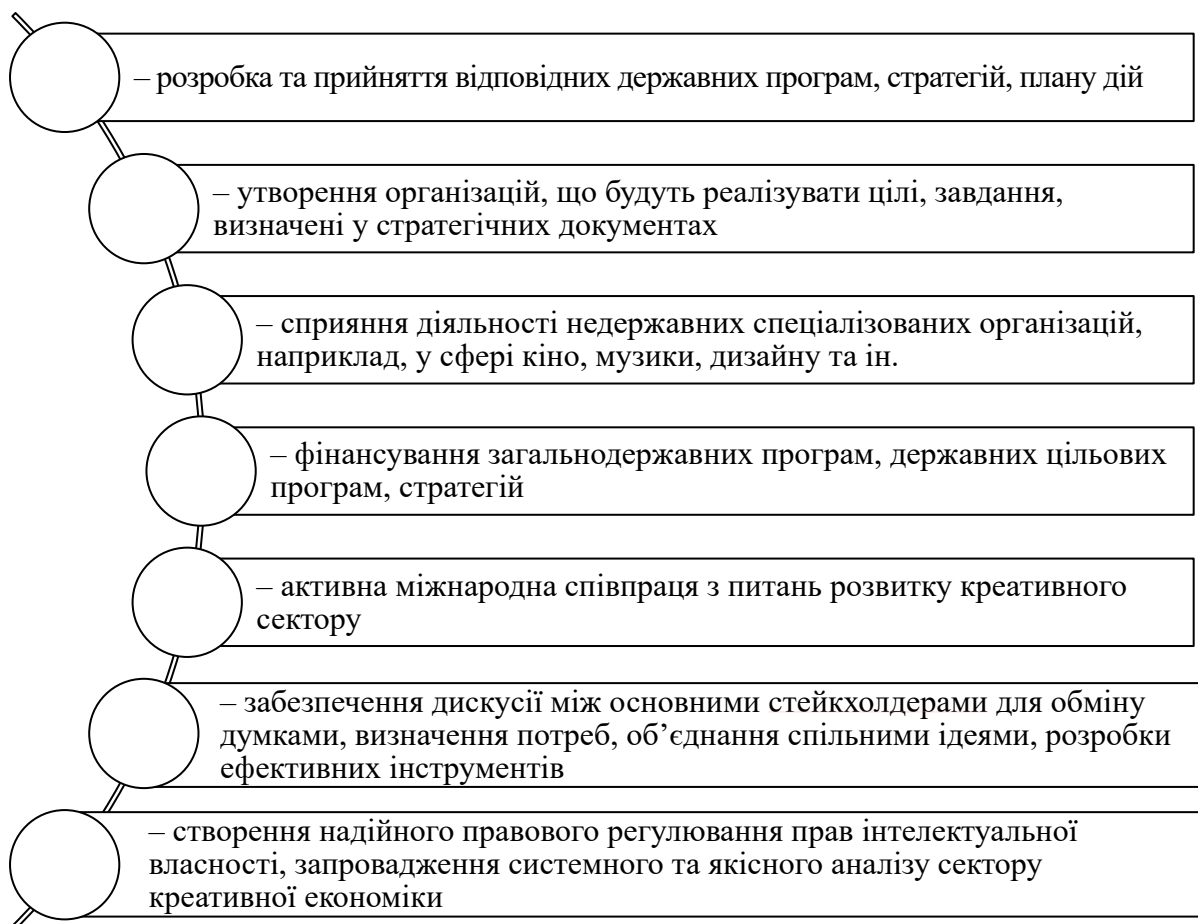 – розробка та прийняття відповідних державних програм, стратегій, плану дій
– утворення організацій, що будуть реалізувати цілі, завдання,
визначені у стратегічних документах
– сприяння діяльності недержавних спеціалізованих організацій,
наприклад, у сфері кіно, музики, дизайну та ін.
– фінансування загальнодержавних програм, державних цільових
програм, стратегій
– активна міжнародна співпраця з питань розвитку креативного
сектору
– забезпечення дискусії між основними стейкхолдерами для обміну
думками, визначення потреб, об’єднання спільними ідеями, розробки
ефективних інструментів
– створення надійного правового регулювання прав інтелектуальної
власності, запровадження системного та якісного аналізу сектору
креативної економіки